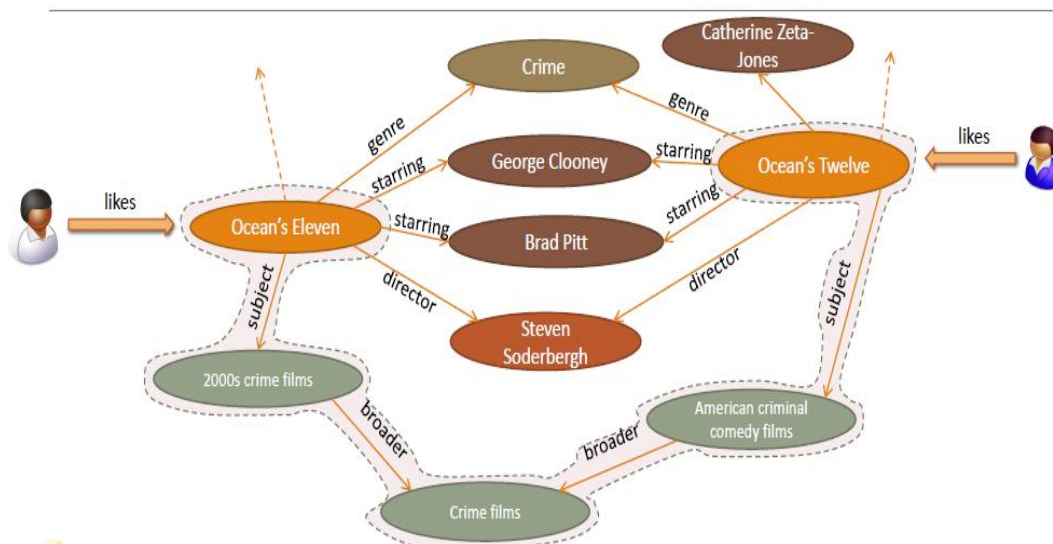 Catherine Zeta-
Jones
Crime
genre
genre
likes
starring
George Clooney
starring
Ocean's Twelve
likes
Ocean's Eleven
starring
Brad Pitt
starring
subject
director
director
subject
Steven
Soderbergh
2000s crime films
broader
American criminal
comedy films
broader
Crime films